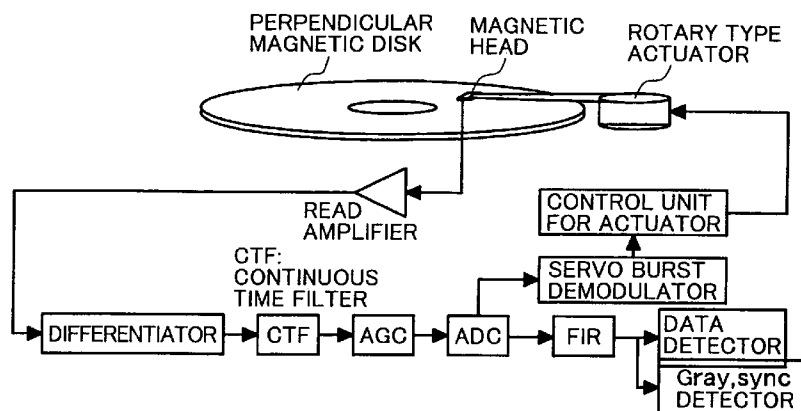 PERPENDICULAR
MAGNETIC DISK
MAGNETIC
HEAD
ROTARY TYPE
ACTUATOR
READ
AMPLIFIER
CONTROL UNIT
FOR ACTUATOR
CTF:
CONTINUOUS
TIME FILTER
SERVO BURST
DEMODULATOR
DIFFERENTIATOR
CTF
AGC
ADC
FIR
DATA
DETECTOR
Gray,sync
DETECTOR